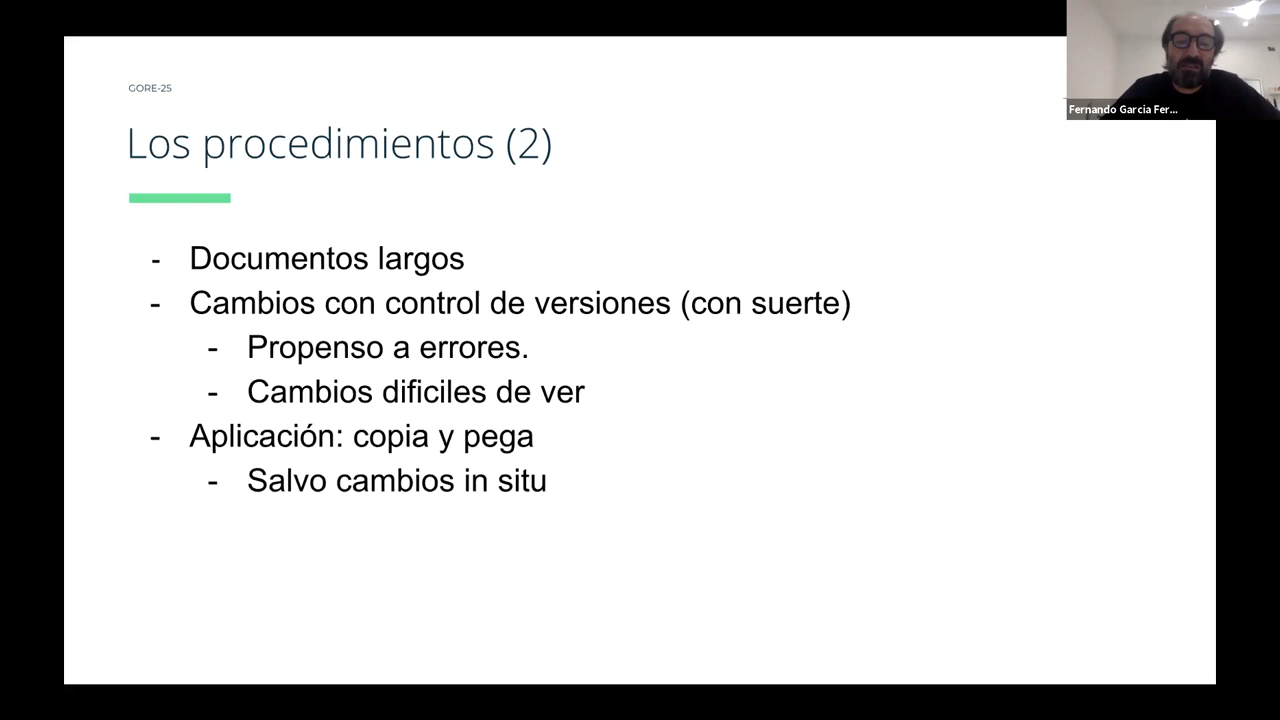 GORE-25
Los procedimientos (2)
- Documentos largos
- Cambios con control de versiones (con suerte)
- Propenso a errores.
- Cambios dificiles de ver
- Aplicación: copia y pega
- Salvo cambios in situ
Fernando Garcia Fer...